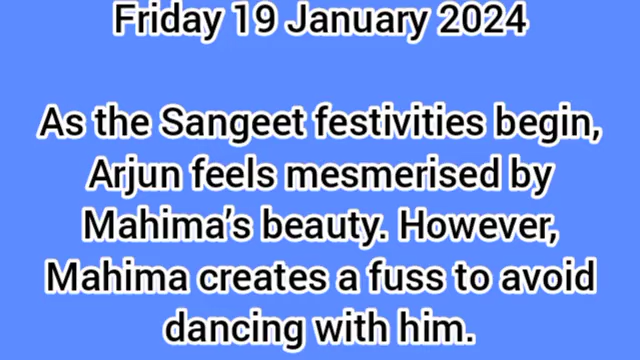 Friday 19 January 2024
As the Sangeet festivities begin,
Arjun feels mesmerised by
Mahima’s beauty. However,
Mahima creates a fuss to avoid
dancing with him.